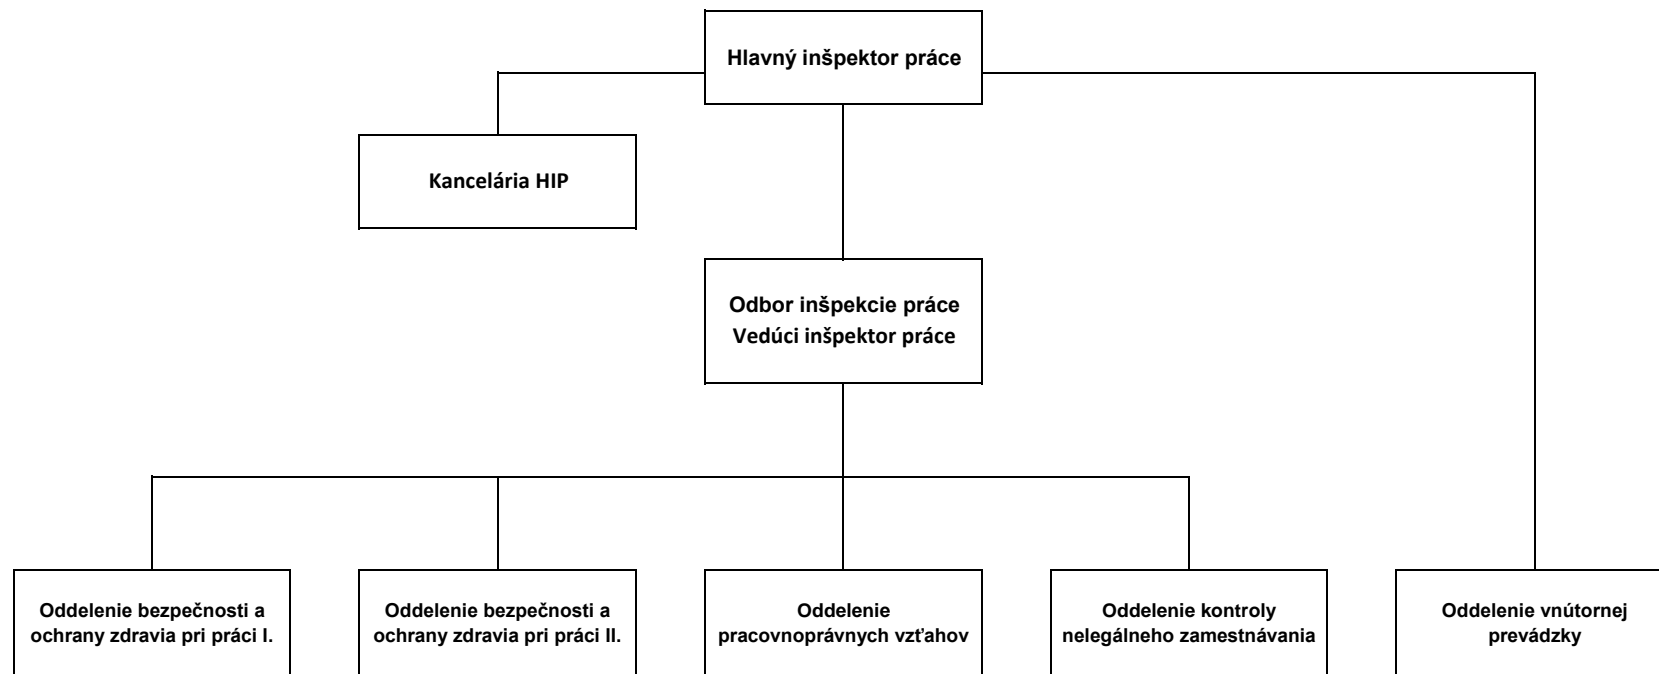 Hlavný inšpektor práce
Kancelária HIP
Odbor inšpekcie práce
Vedúci inšpektor práce
Oddelenie bezpečnosti a
ochrany zdravia pri práci I.
Oddelenie bezpečnosti a
ochrany zdravia pri práci II.
Oddelenie
pracovnoprávnych vzťahov
Oddelenie kontroly
nelegálneho zamestnávania
Oddelenie vnútornej
prevádzky